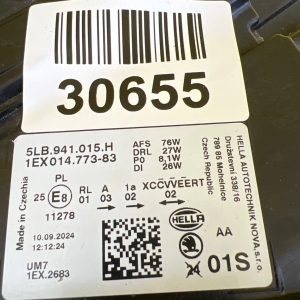 30655
5LB.941.015.H
1EX 014.773-83
AFS 76W
DRL 27W
P0 8,1W
DI 26W
HELLA AUTOTECHNIK NOVA,s.r.o.
Družstevní 338/16
789 85 Mohelnice
Czech Republic
Made in Czechia
PL
25 E8
11278
RL 01
A 03
A 1a 02
XCCVVEERT
02
10.09.2024
12:12:24
UM7
1EX.2683
HELLA
AA
01S